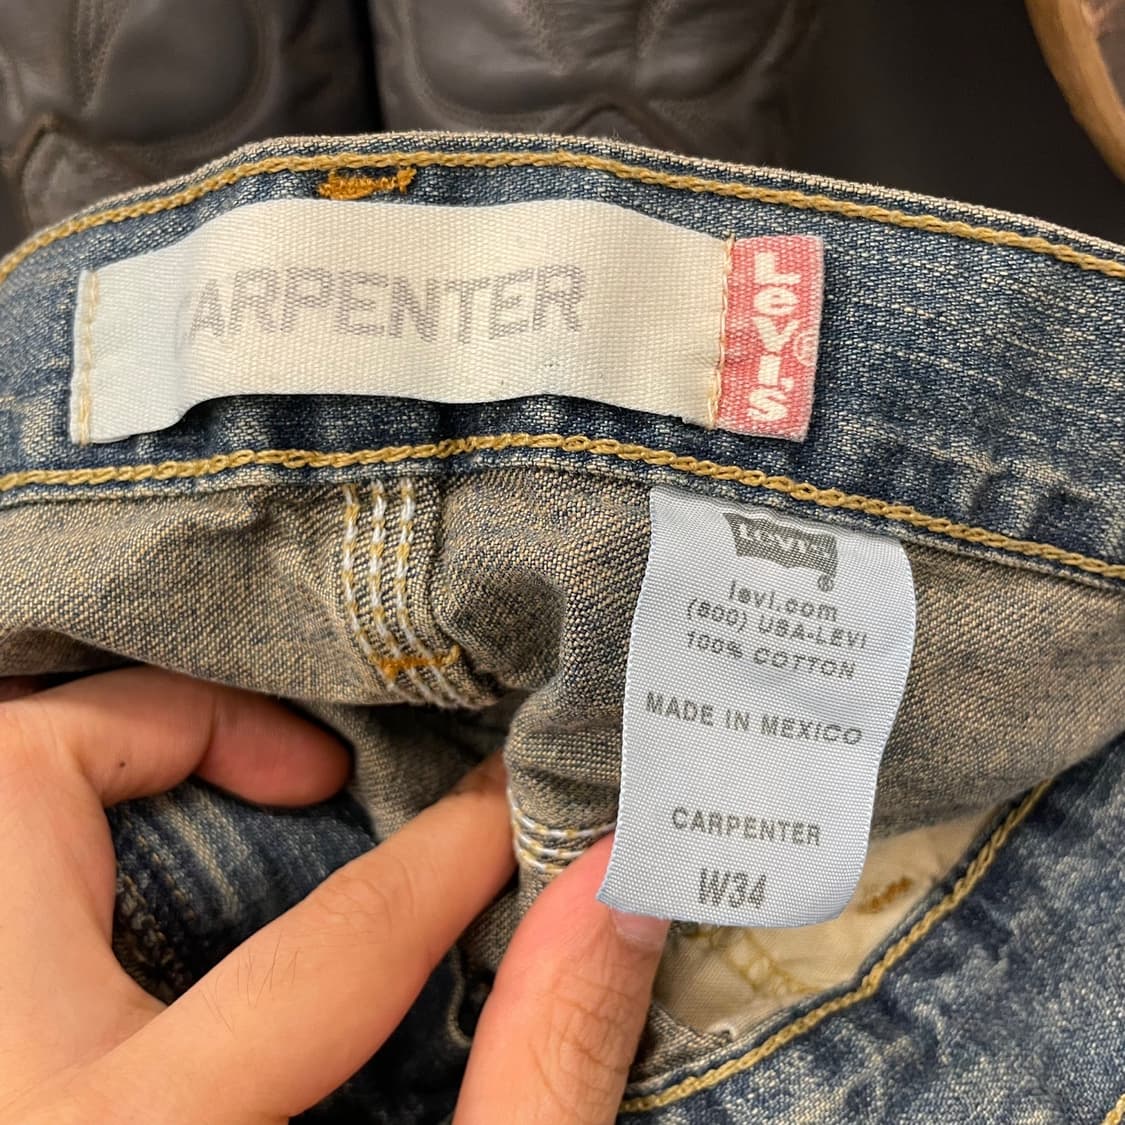 CARPENTER
LEVI'S®
Levi's®
levi.com
(800) USA-LEVI
100% COTTON
MADE IN MEXICO
CARPENTER
W34